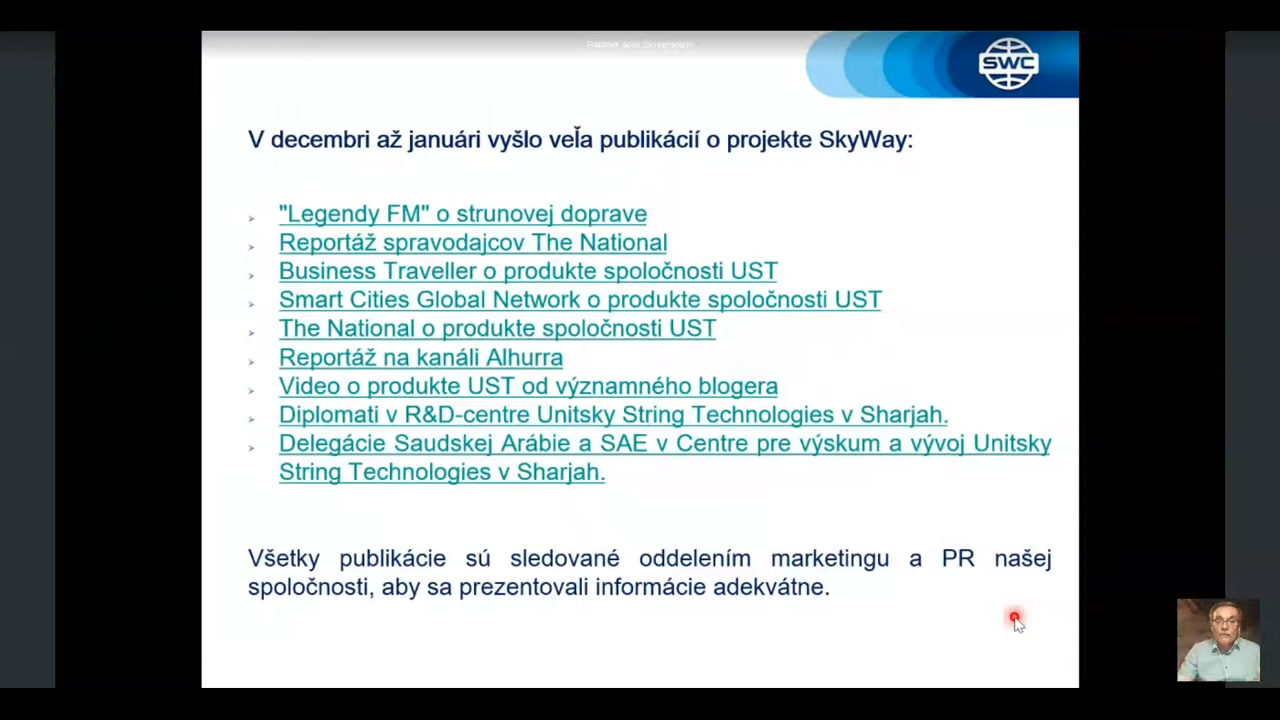 SWC
V decembri až januári vyšlo veľa publikácií o projekte SkyWay:
"Legendy FM" o strunovej doprave
Reportáž spravodajcov The National
Business Traveller o produkte spoločnosti UST
Smart Cities Global Network o produkte spoločnosti UST
The National o produkte spoločnosti UST
Reportáž na kanáli Alhurra
Video o produkte UST od významného blogera
Diplomati v R&D-centre Unitsky String Technologies v Sharjah.
Delegácie Saudskej Arábie a SAE v Centre pre výskum a vývoj Unitsky
String Technologies v Sharjah.
Všetky publikácie sú sledované oddelením marketingu a PR našej
spoločnosti, aby sa prezentovali informácie adekvátne.